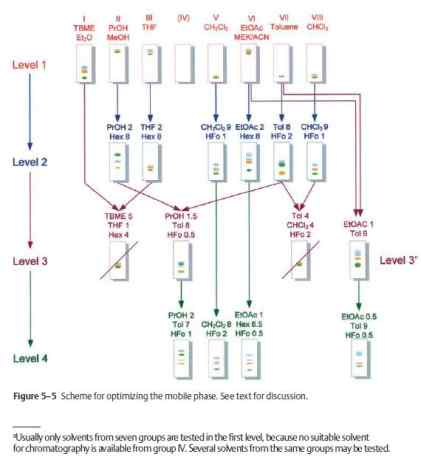 I II III (IV) V VI VII VIII
TBME PrOH THF CH₂Cl₂ EtOAc Toluene CHCl₃
Et₂O MeOH MEK/ACN
Level 1
PrOH 2 THF 2 CH₂Cl₂ 9 EtOAc 2 Tol 8 CHCl₃ 9
Hex 8 Hex 8 HFo 1 Hex 8 HFo 2 HFo 1
Level 2
TBME 5 PrOH 1.5 Tol 4 EtOAC 1
THF 1 Tol 8 CHCl₃ 4 Tol 9
Hex 4 HFo 0.5 HFo 2
Level 3 Level 3"
PrOH 2 EtOAc 1 EtOAc 0.5
Tol 7 CH₂Cl₂ 8 Hex 8.5 Tol 9
HFo 1 HFo 2 HFo 0.5 HFo 0.5
Level 4
Figure 5–5 Scheme for optimizing the mobile phase. See text for discussion.
ᵃUsually only solvents from seven groups are tested in the first level, because no suitable solvent
for chromatography is available from group IV. Several solvents from the same groups may be tested.